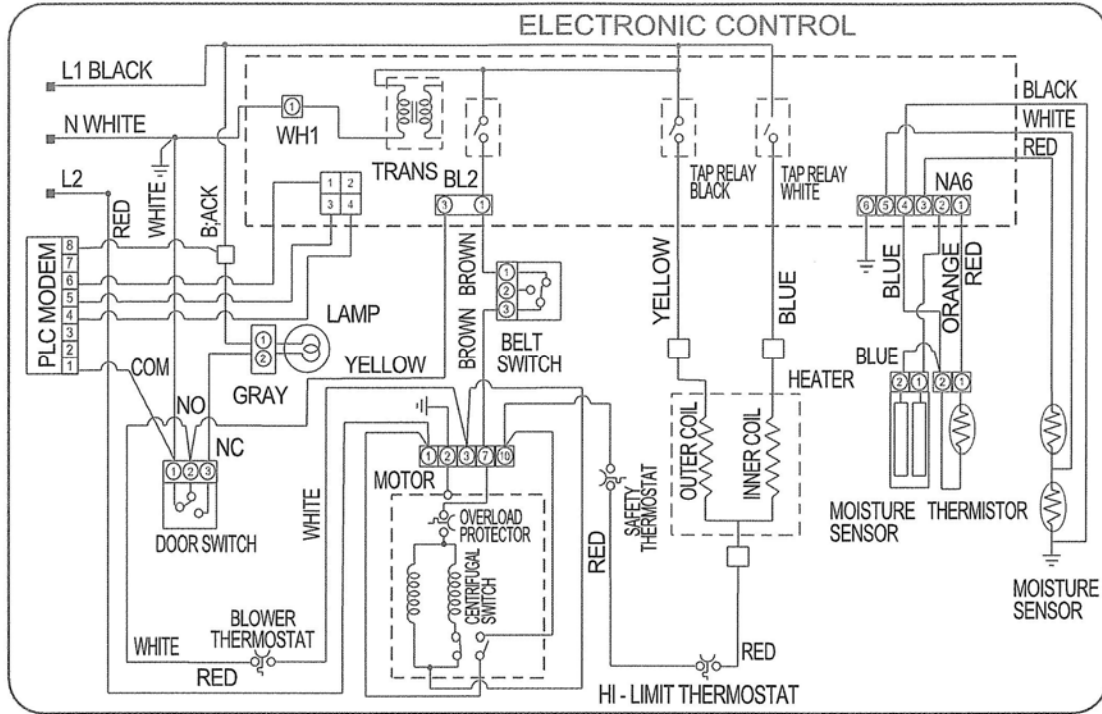 ELECTRONIC CONTROL
L1 BLACK
N WHITE
L2
RED
WHITE
B;ACK
1
WH1
TRANS
1 2
3 4
BL2
3 1
TAP RELAY
BLACK
TAP RELAY
WHITE
BLACK
WHITE
RED
NA6
6 5 4 3 2 1
PLC MODEM
8
7
6
5
4
3
2
1
COM
NO
NC
1 2 3
DOOR SWITCH
LAMP
1
2
GRAY
YELLOW
BROWN
BROWN
1
2
3
BELT
SWITCH
YELLOW
BLUE
HEATER
OUTER COIL
INNER COIL
BLUE
ORANGE
RED
BLUE
2 1 2 1
MOISTURE
SENSOR
THERMISTOR
MOISTURE
SENSOR
MOTOR
1 2 3 7 10
OVERLOAD
PROTECTOR
CENTRIFUGAL
SWITCH
WHITE
RED
SAFETY
THERMOSTAT
BLOWER
THERMOSTAT
WHITE
RED
RED
HI - LIMIT THERMOSTAT